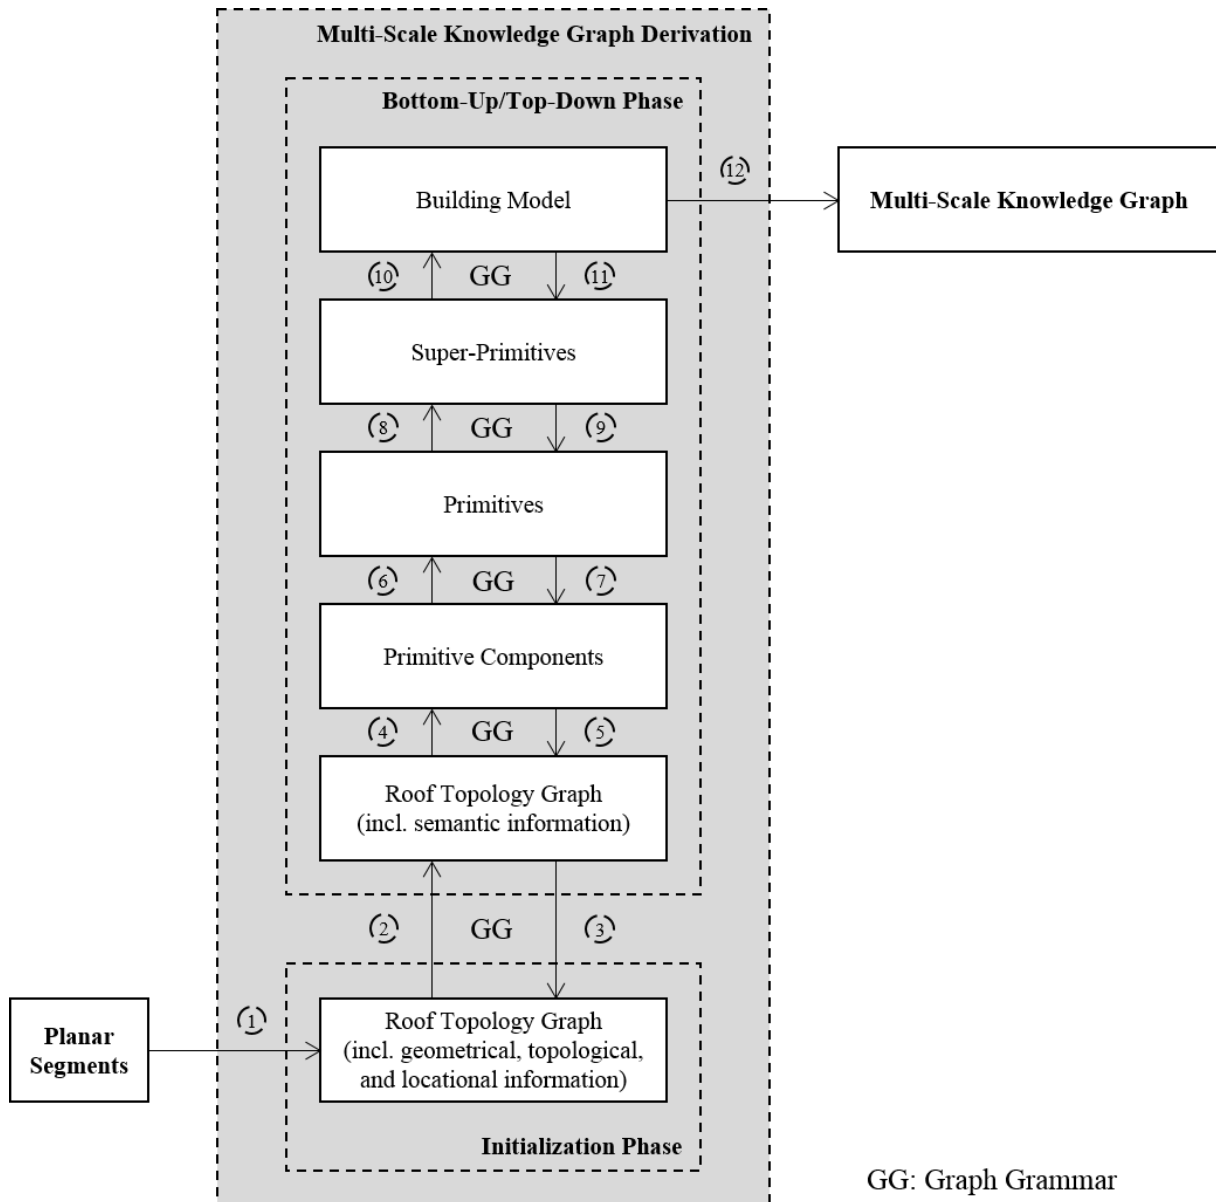 Multi-Scale Knowledge Graph Derivation
Bottom-Up/Top-Down Phase
Building Model
12
Multi-Scale Knowledge Graph
10 GG 11
Super-Primitives
8 GG 9
Primitives
6 GG 7
Primitive Components
4 GG 5
Roof Topology Graph
(incl. semantic information)
2 GG 3
Planar
Segments
1
Roof Topology Graph
(incl. geometrical, topological,
and locational information)
Initialization Phase
GG: Graph Grammar